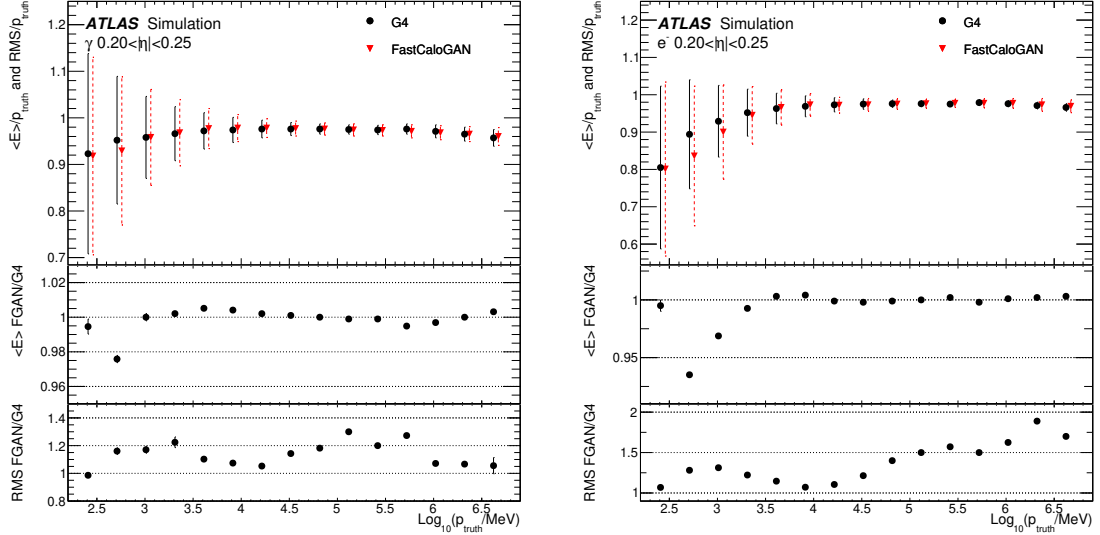 ATLAS Simulation
γ 0.20<|η|<0.25
G4
FastCaloGAN
<E>/p_truth and RMS/p_truth
1.2
1.1
1
0.9
0.8
0.7
<E> FGAN/G4
1.02
1.00
0.98
0.96
RMS FGAN/G4
1.4
1.2
1.0
0.8
2.5 3 3.5 4 4.5 5 5.5 6 6.5
Log_10(p_truth/MeV)
ATLAS Simulation
e⁻ 0.20<|η|<0.25
G4
FastCaloGAN
<E>/p_truth and RMS/p_truth
1.2
1.1
1
0.9
0.8
0.7
0.6
<E> FGAN/G4
1
0.95
RMS FGAN/G4
2
1.5
1
2.5 3 3.5 4 4.5 5 5.5 6 6.5
Log_10(p_truth/MeV)